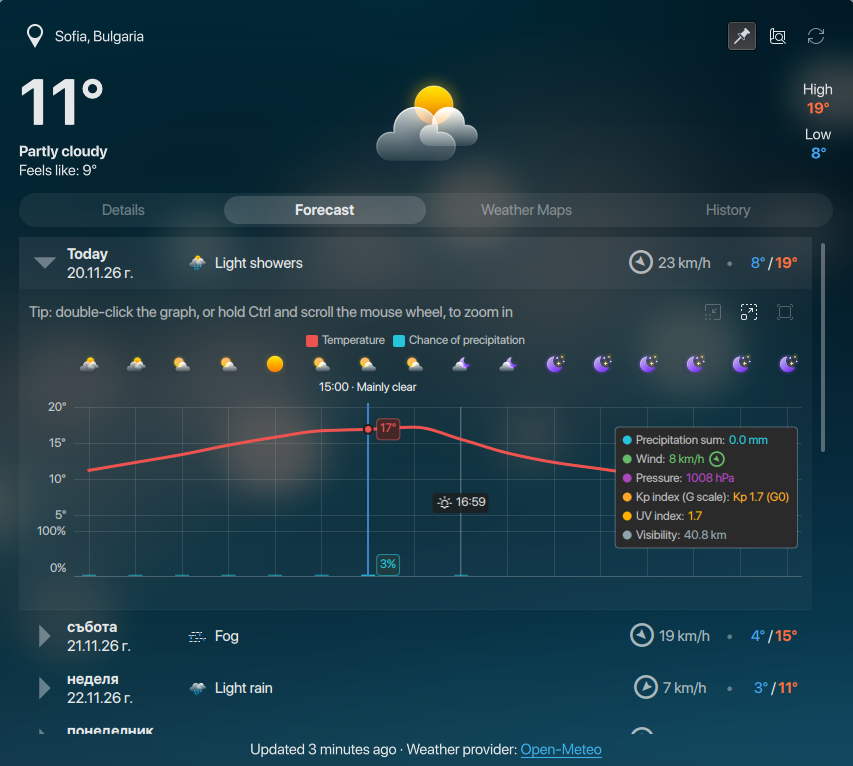 Sofia, Bulgaria
11°
Partly cloudy
Feels like: 9°
High
19°
Low
8°
Details Forecast Weather Maps History
Today
20.11.26 г.
Light showers
23 km/h • 8° / 19°
Tip: double-click the graph, or hold Ctrl and scroll the mouse wheel, to zoom in
Temperature Chance of precipitation
15:00 · Mainly clear
20°
15°
10°
5°
100%
0%
17°
16:59
3%
Precipitation sum: 0.0 mm
Wind: 8 km/h
Pressure: 1008 hPa
Kp index (G scale): Kp 1.7 (G0)
UV index: 1.7
Visibility: 40.8 km
събота
21.11.26 г.
Fog
19 km/h • 4° / 15°
неделя
22.11.26 г.
Light rain
7 km/h • 3° / 11°
понеделник
Updated 3 minutes ago · Weather provider: Open-Meteo